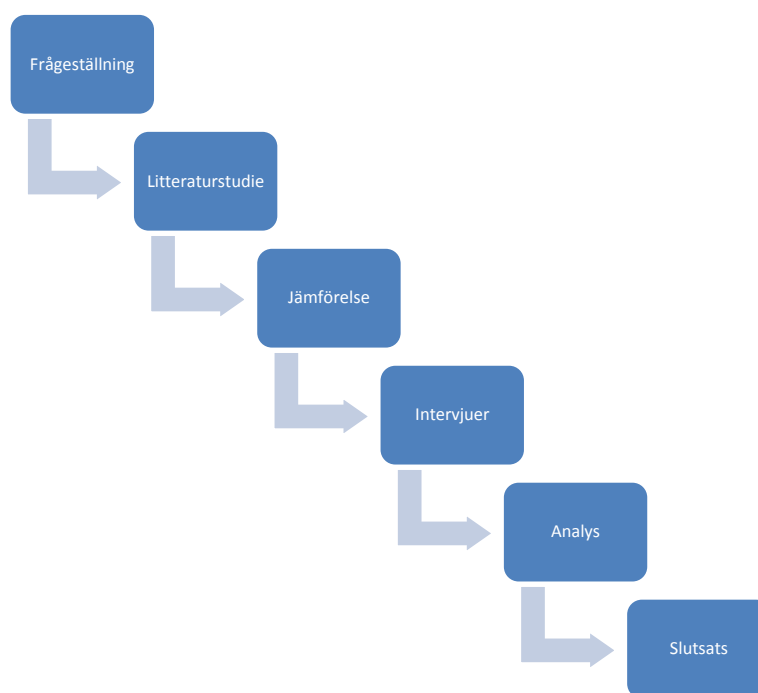 Frågeställning
Litteraturstudie
Jämförelse
Intervjuer
Analys
Slutsats